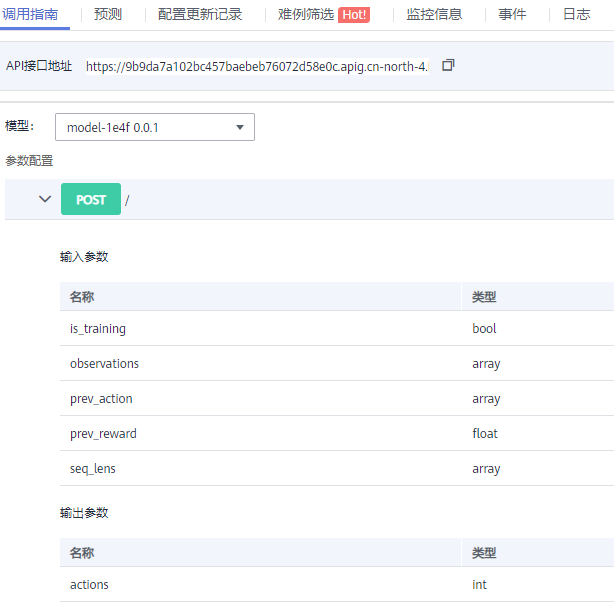 调用指南 预测 配置更新记录 难例筛选 Hot! 监控信息 事件 日志
API接口地址 https://9b9da7a102bc457baebeb76072d58e0c.apig.cn-north-4.
模型： model-1e4f 0.0.1
参数配置
POST /
输入参数
名称 类型
is_training bool
observations array
prev_action array
prev_reward float
seq_lens array
输出参数
名称 类型
actions int